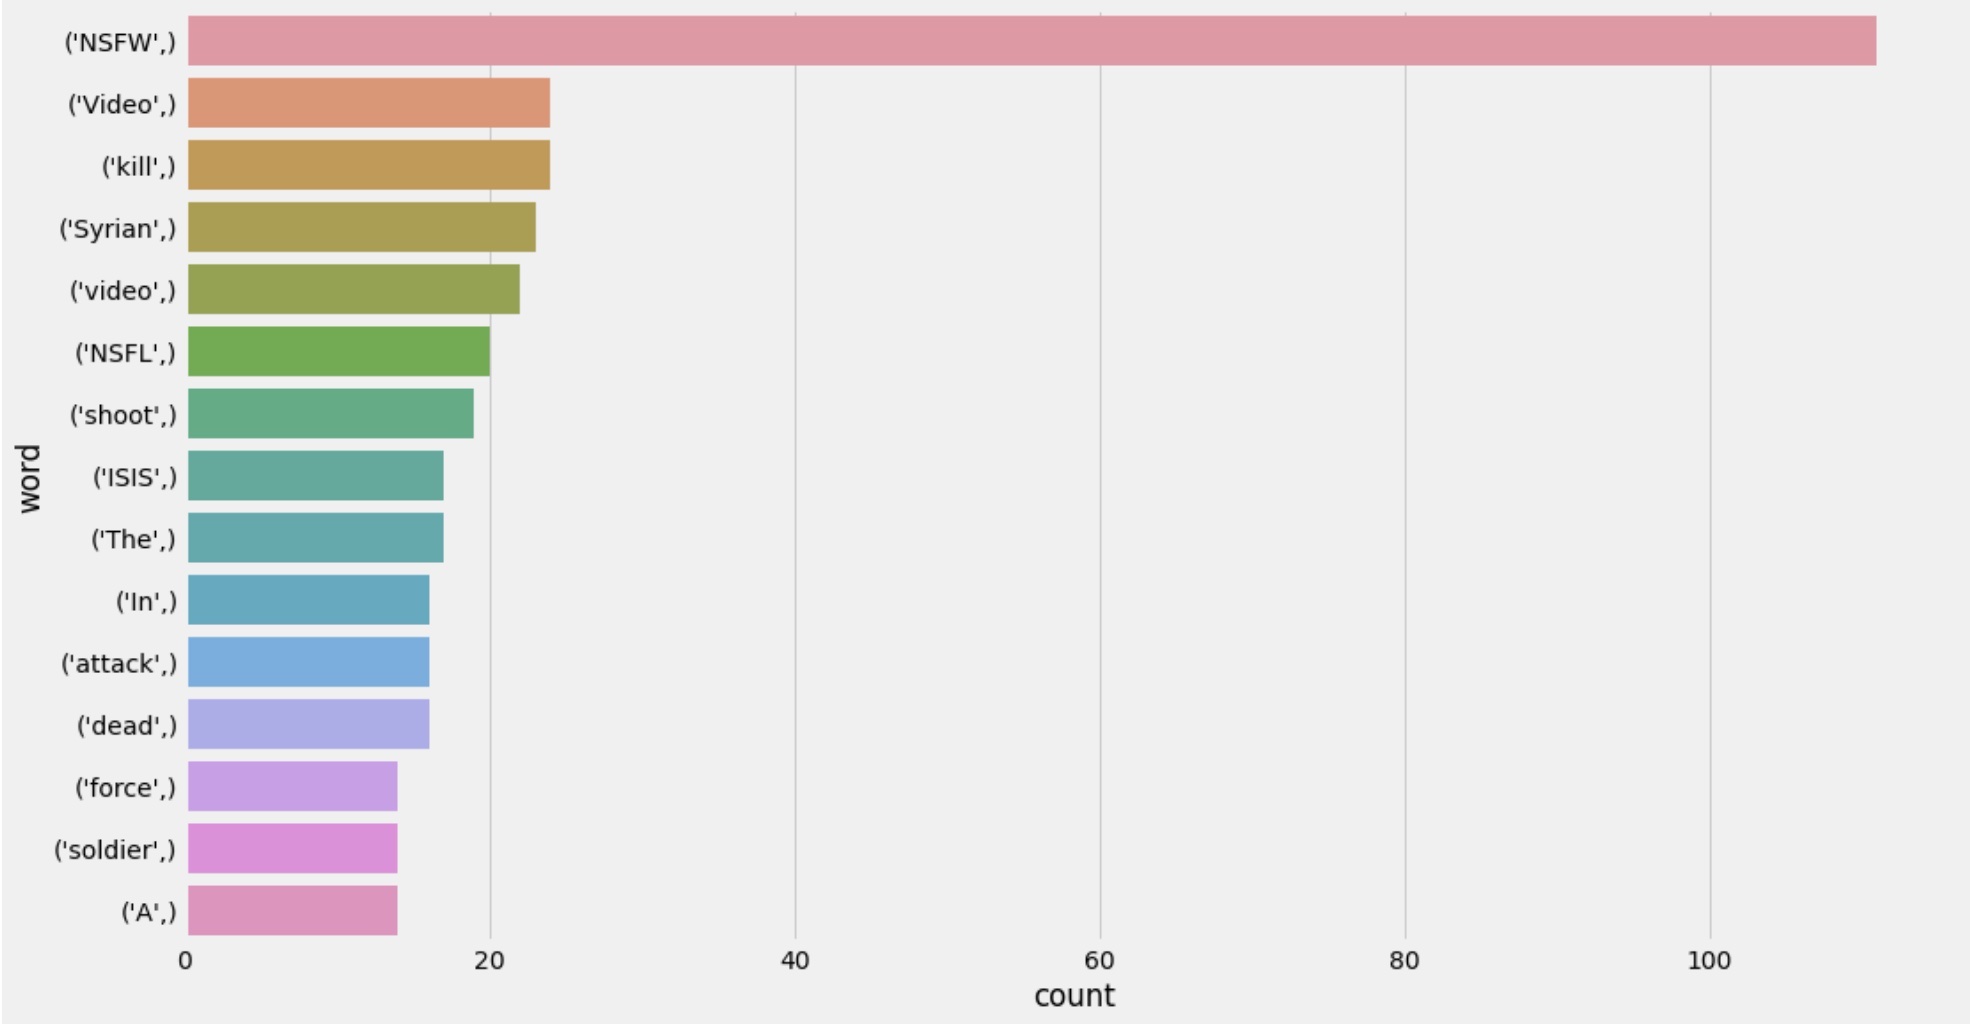 ('NSFW',)
('Video',)
('kill',)
('Syrian',)
('video',)
('NSFL',)
('shoot',)
('ISIS',)
('The',)
('In',)
('attack',)
('dead',)
('force',)
('soldier',)
('A',)
word
0 20 40 60 80 100
count